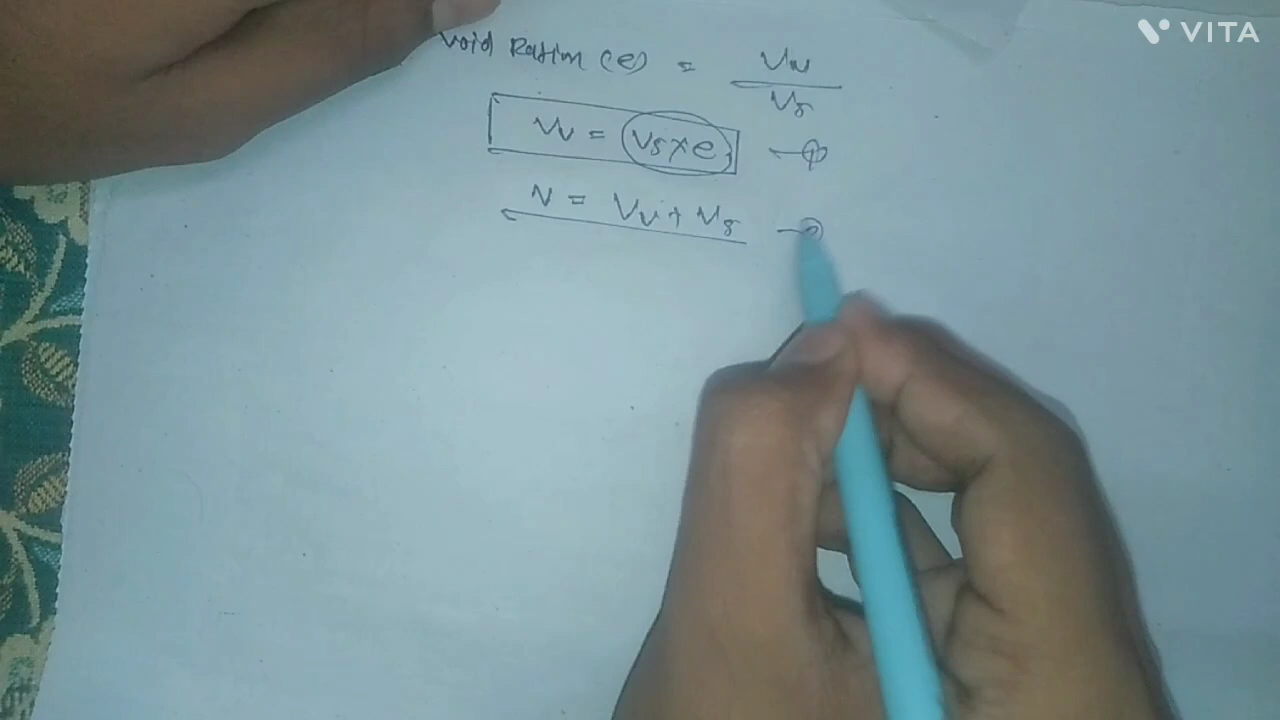 VITA
Void Ratio (e) = Vv / Vs
Vv = Vs×e —①
V = Vv + Vs —②